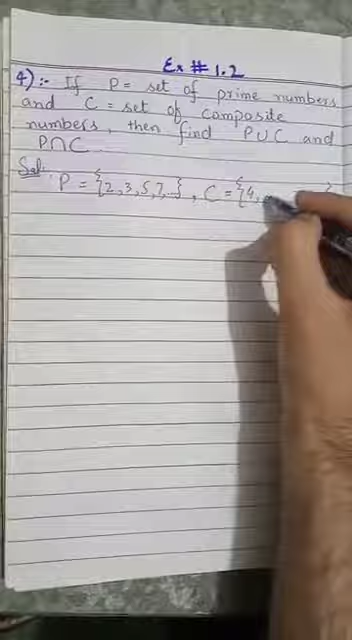 Ex # 1.2
4) :- If P = set of prime numbers
and C = set of composite
numbers, then find P∪C and
P∩C
Sol:
P = {2,3,5,7,...}, C = {4, }